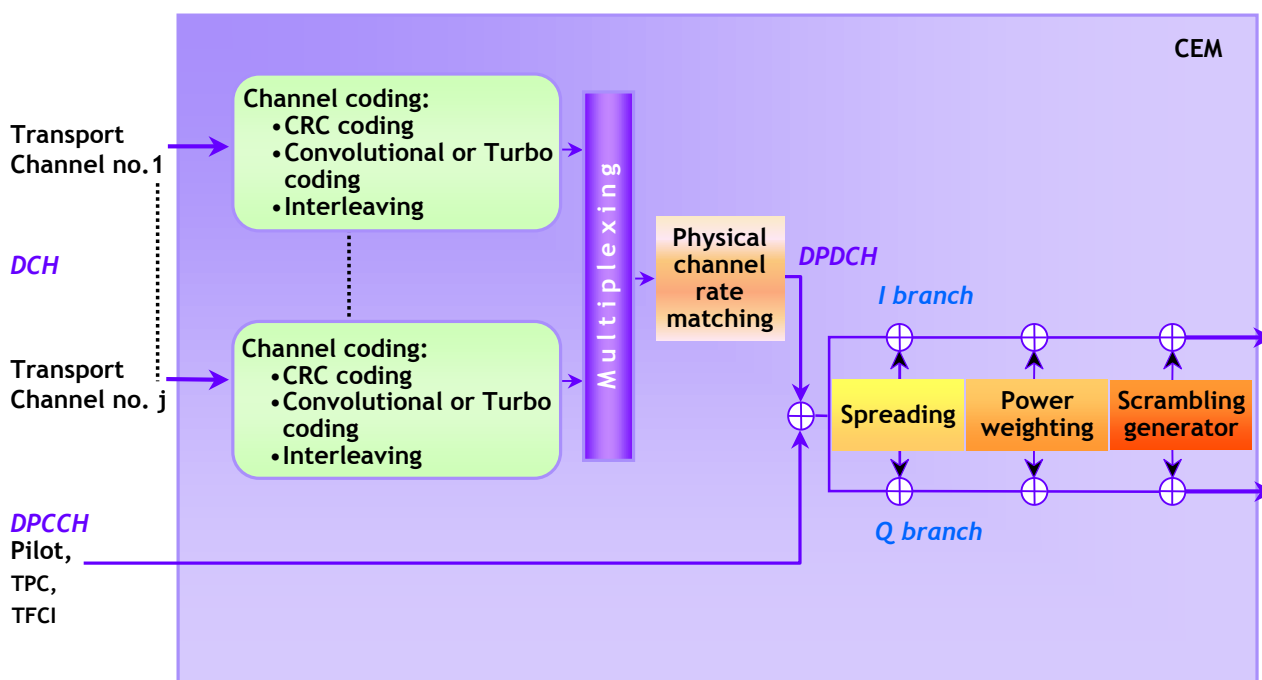 CEM
Channel coding:
•CRC coding
•Convolutional or Turbo
coding
•Interleaving
Transport
Channel no.1
Multiplexing
Physical
channel
rate
matching
DPDCH
DCH
I branch
Channel coding:
•CRC coding
•Convolutional or Turbo
coding
•Interleaving
Transport
Channel no. j
Spreading
Power
weighting
Scrambling
generator
DPCCH
Pilot,
TPC,
TFCI
Q branch